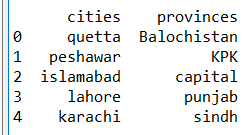 cities provinces
0 quetta Balochistan
1 peshawar KPK
2 islamabad capital
3 lahore punjab
4 karachi sindh